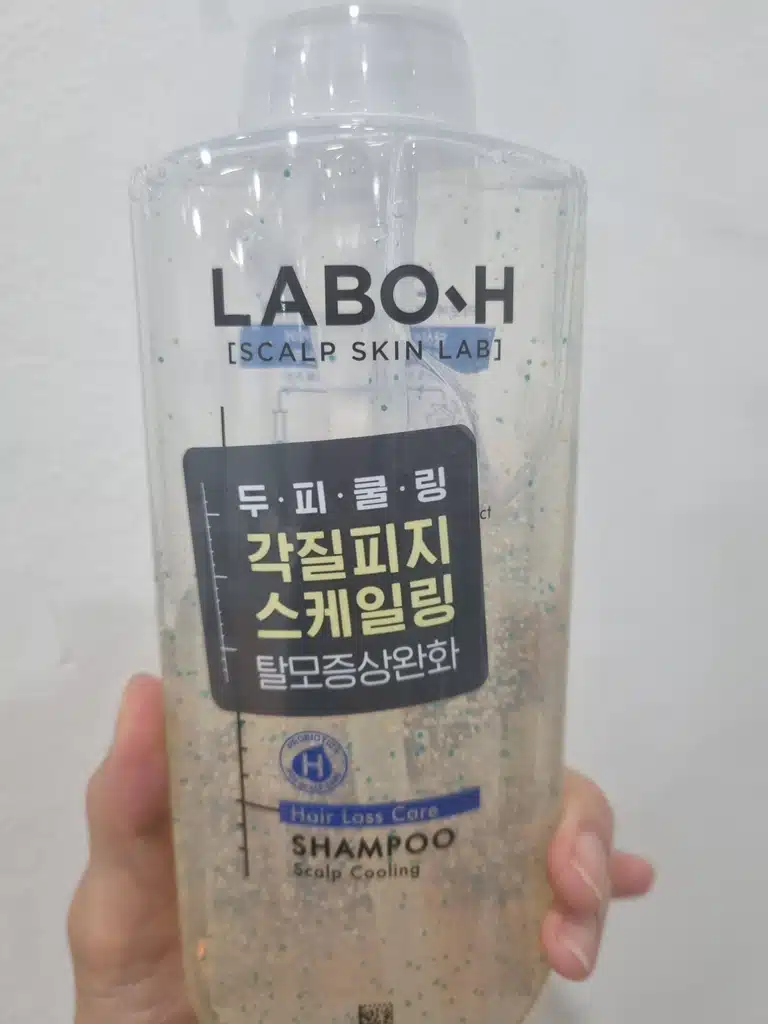 LABO-H
[SCALP SKIN LAB]
두·피·쿨·링
각질피지
스케일링
탈모증상완화
H
Hair Loss Care
SHAMPOO
Scalp Cooling
ct